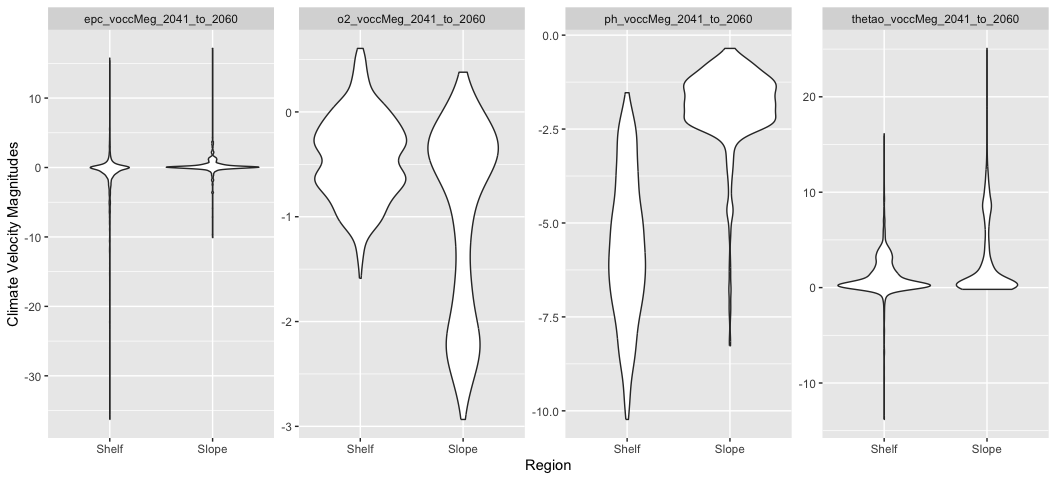 epc_voccMeg_2041_to_2060
o2_voccMeg_2041_to_2060
ph_voccMeg_2041_to_2060
thetao_voccMeg_2041_to_2060
Climate Velocity Magnitudes
10
0
-10
-20
-30
0
-1
-2
-3
0.0
-2.5
-5.0
-7.5
-10.0
20
10
0
-10
Shelf Slope
Shelf Slope
Shelf Slope
Shelf Slope
Region